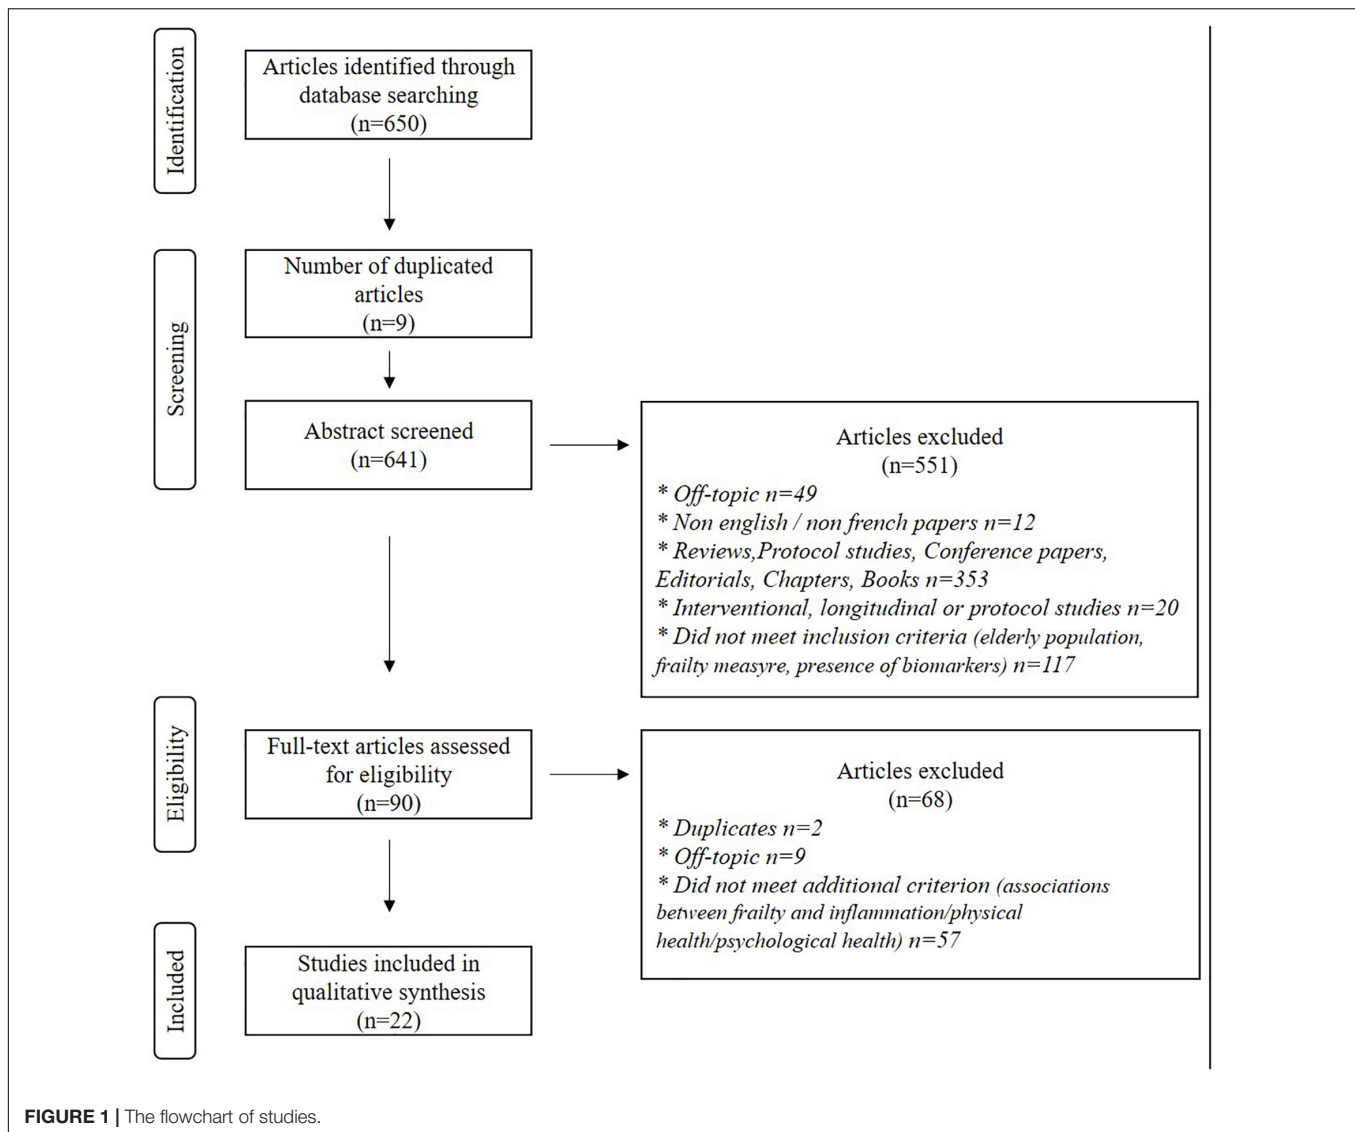 Identification
Articles identified through
database searching
(n=650)
Screening
Number of duplicated
articles
(n=9)
Abstract screened
(n=641)
Articles excluded
(n=551)
* Off-topic n=49
* Non english / non french papers n=12
* Reviews,Protocol studies, Conference papers,
Editorials, Chapters, Books n=353
* Interventional, longitudinal or protocol studies n=20
* Did not meet inclusion criteria (elderly population,
frailty measyre, presence of biomarkers) n=117
Eligibility
Full-text articles assessed
for eligibility
(n=90)
Articles excluded
(n=68)
* Duplicates n=2
* Off-topic n=9
* Did not meet additional criterion (associations
between frailty and inflammation/physical
health/psychological health) n=57
Included
Studies included in
qualitative synthesis
(n=22)
FIGURE 1 | The flowchart of studies.